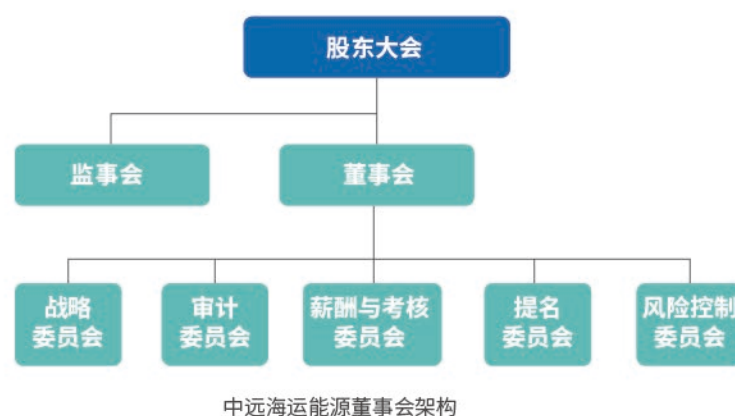 股东大会
监事会
董事会
战略
委员会
审计
委员会
薪酬与考核
委员会
提名
委员会
风险控制
委员会
中远海运能源董事会架构